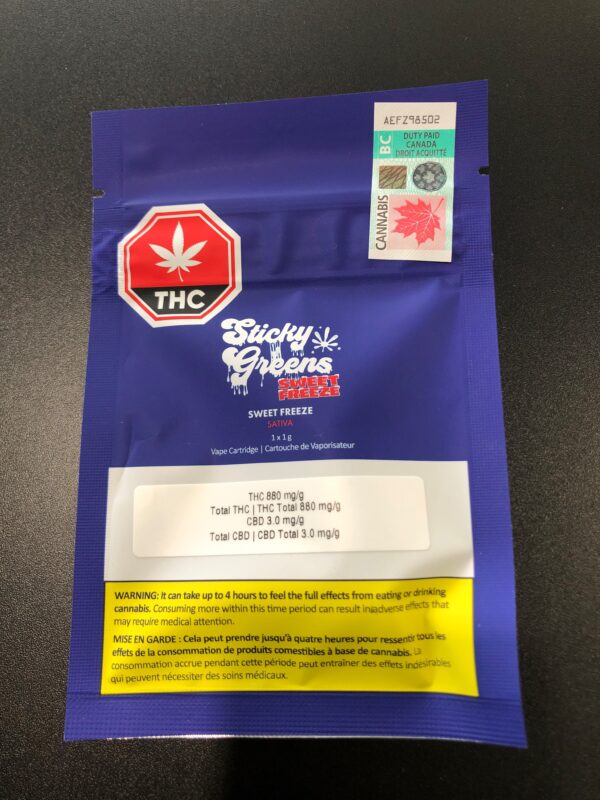 AEFZ98502
BC
DUTY PAID
CANADA
DROIT ACQUITTÉ
CANNABIS
THC
Sticky
Greens
SWEET
FREEZE
SWEET FREEZE
SATIVA
1 x 1 g
Vape Cartridge | Cartouche de Vaporisateur
THC 880 mg/g
Total THC | THC Total 880 mg/g
CBD 3.0 mg/g
Total CBD | CBD Total 3.0 mg/g
WARNING: It can take up to 4 hours to feel the full effects from eating or drinking
cannabis. Consuming more within this time period can result in adverse effects that
may require medical attention.
MISE EN GARDE : Cela peut prendre jusqu'à quatre heures pour ressentir tous les
effets de la consommation de produits comestibles à base de cannabis. La
consommation accrue pendant cette période peut entraîner des effets indésirables
qui peuvent nécessiter des soins médicaux.